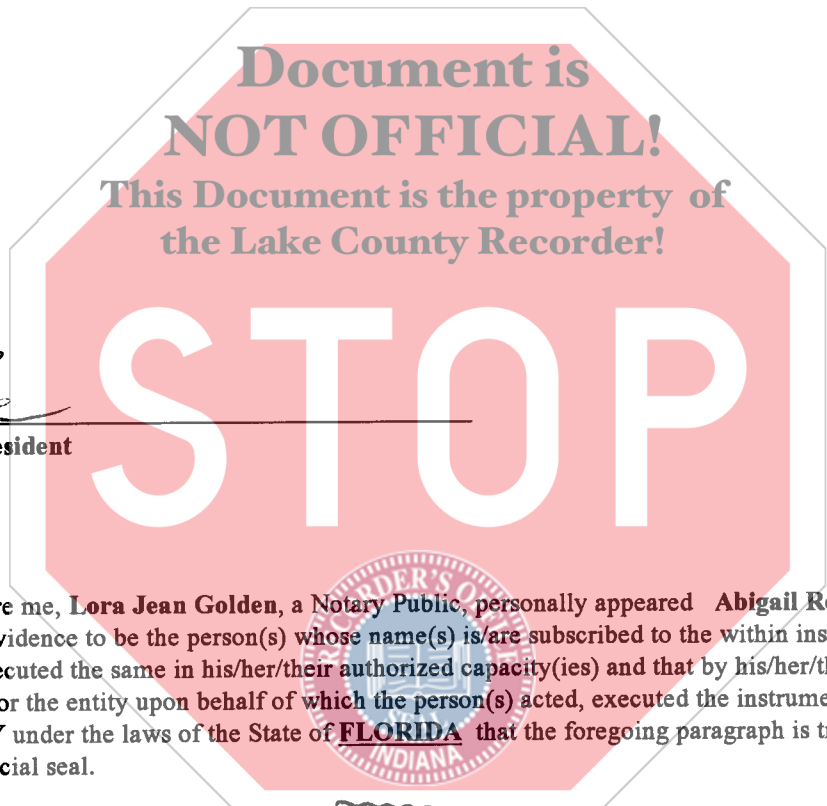 Document is
NOT OFFICIAL!
This Document is the property of
the Lake County Recorder!
STOP
esident
re me, Lora Jean Golden, a Notary Public, personally appeared Abigail Re
vidence to be the person(s) whose name(s) is/are subscribed to the within ins
ecuted the same in his/her/their authorized capacity(ies) and that by his/her/th
or the entity upon behalf of which the person(s) acted, executed the instrume
Y under the laws of the State of FLORIDA that the foregoing paragraph is tr
cial seal.
RECORDER'S OFFICE
INDIANA